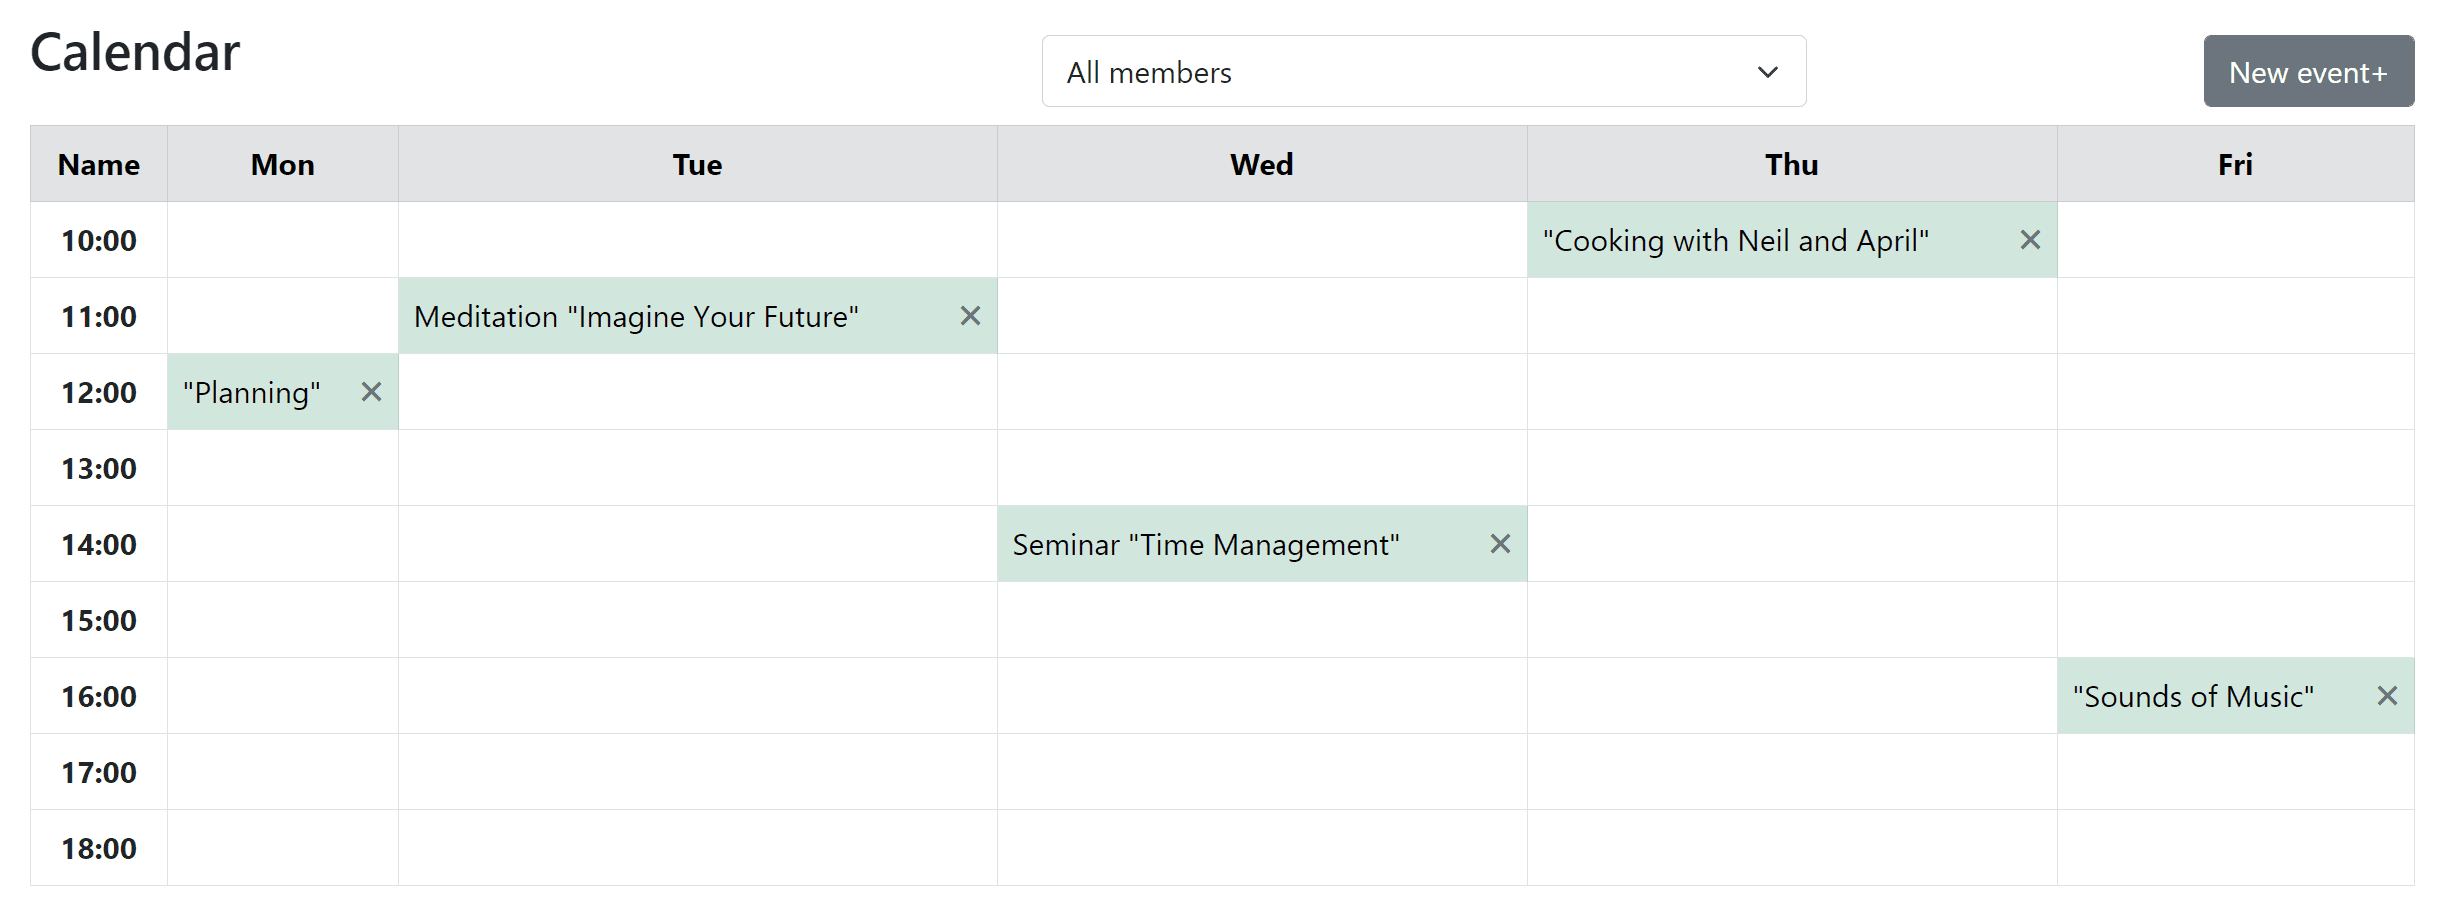 Calendar
All members
New event+
Name Mon Tue Wed Thu Fri
10:00 "Cooking with Neil and April"
11:00 Meditation "Imagine Your Future"
12:00 "Planning"
13:00
14:00 Seminar "Time Management"
15:00
16:00 "Sounds of Music"
17:00
18:00